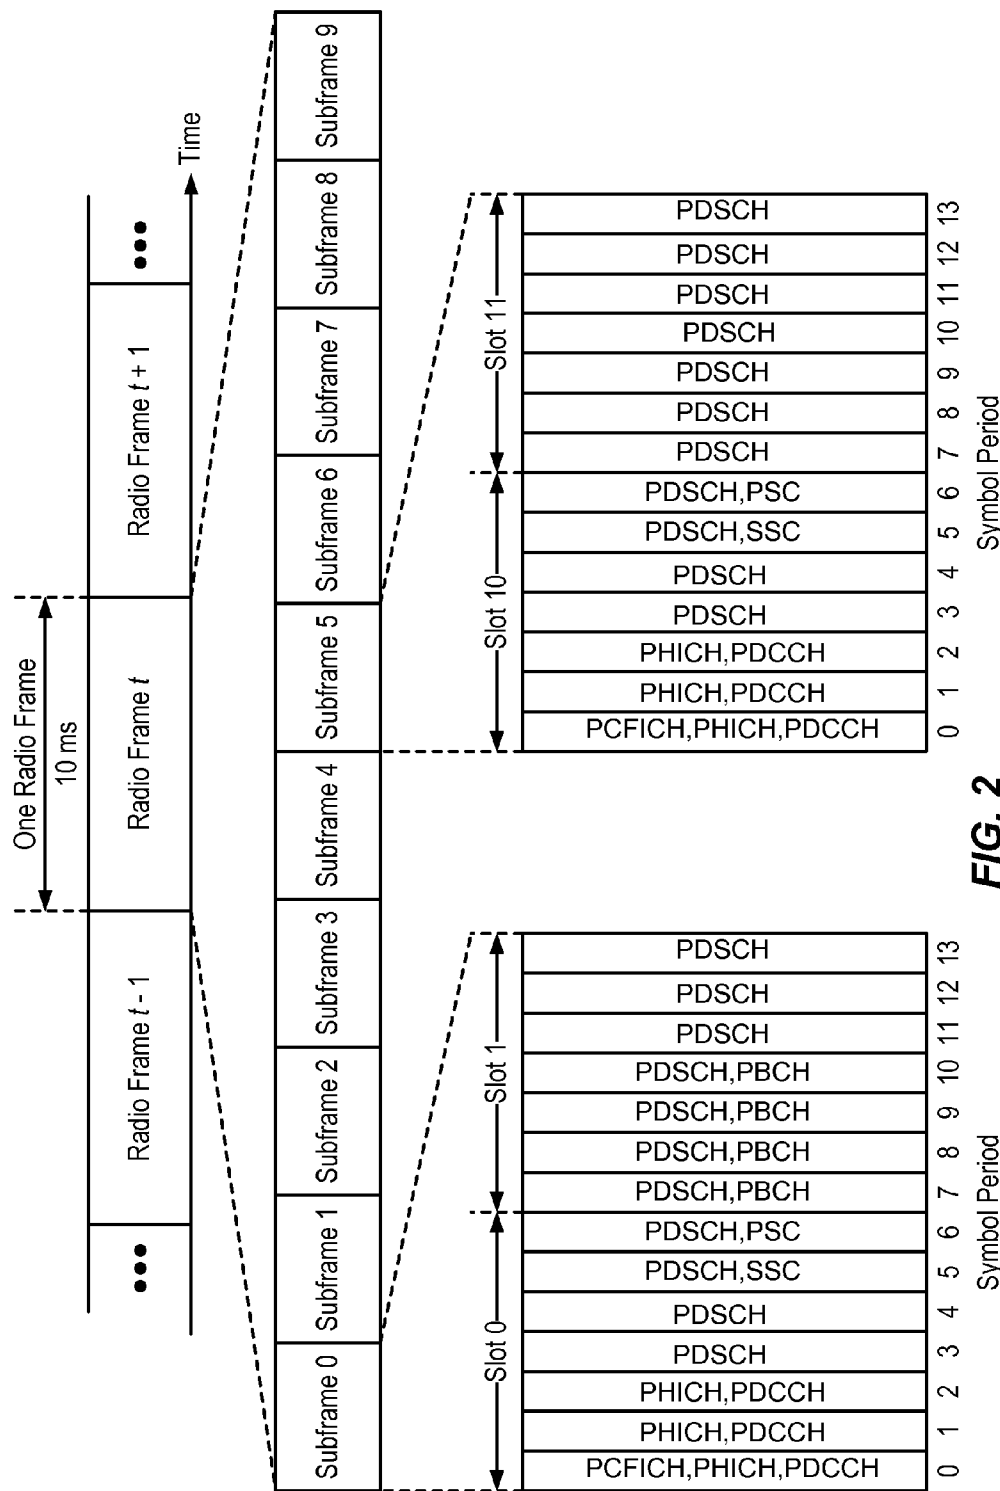 One Radio Frame
10 ms
Radio Frame t - 1
Radio Frame t
Radio Frame t + 1
Time
Subframe 0
Subframe 1
Subframe 2
Subframe 3
Subframe 4
Subframe 5
Subframe 6
Subframe 7
Subframe 8
Subframe 9
Slot 0
Slot 1
PCFICH,PHICH,PDCCH
PHICH,PDCCH
PHICH,PDCCH
PDSCH
PDSCH
PDSCH,SSC
PDSCH,PSC
PDSCH,PBCH
PDSCH,PBCH
PDSCH,PBCH
PDSCH,PBCH
PDSCH
PDSCH
PDSCH
0 1 2 3 4 5 6 7 8 9 10 11 12 13
Symbol Period
Slot 10
Slot 11
PCFICH,PHICH,PDCCH
PHICH,PDCCH
PHICH,PDCCH
PDSCH
PDSCH
PDSCH,SSC
PDSCH,PSC
PDSCH
PDSCH
PDSCH
PDSCH
PDSCH
PDSCH
PDSCH
0 1 2 3 4 5 6 7 8 9 10 11 12 13
Symbol Period
FIG. 2